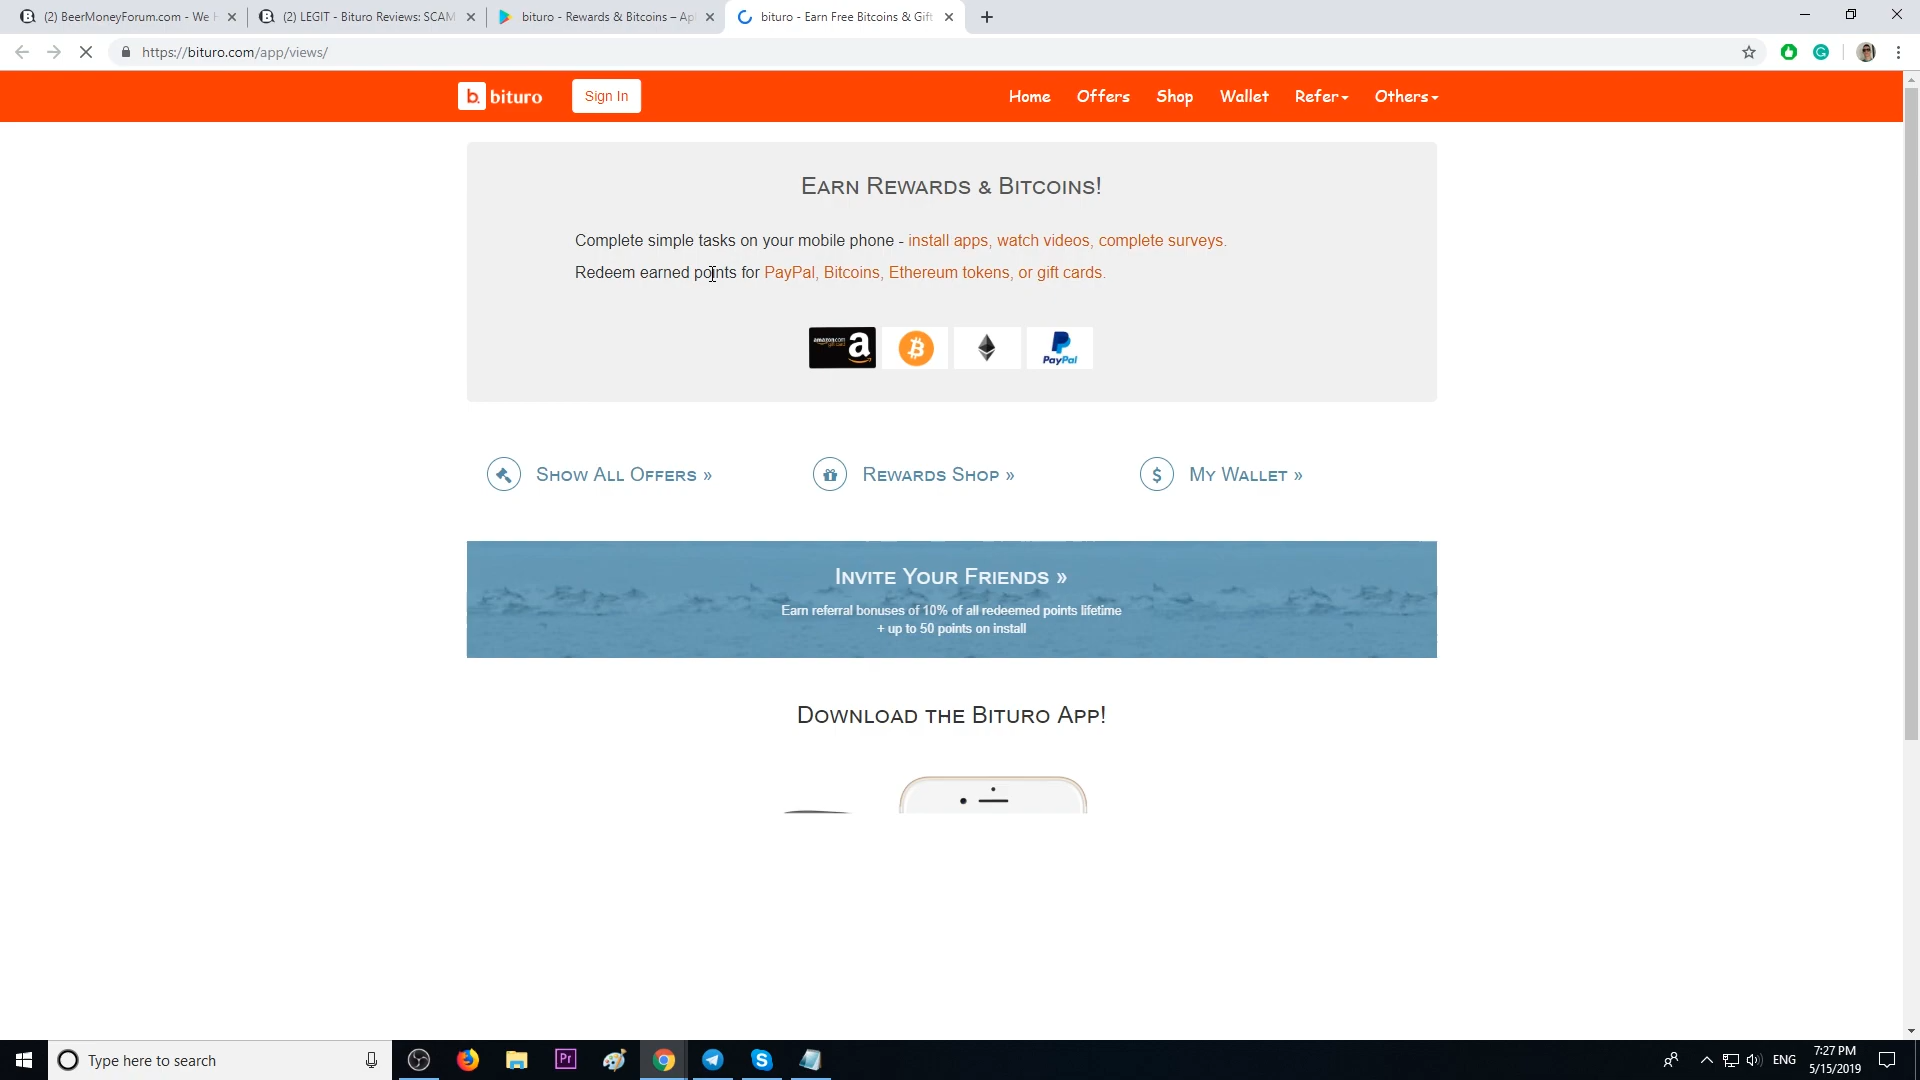 (2) BeerMoneyForum.com - We H
(2) LEGIT - Bituro Reviews: SCAM
bituro - Rewards & Bitcoins – Apl
bituro - Earn Free Bitcoins & Gift
https://bituro.com/app/views/
b. bituro
Sign In
Home
Offers
Shop
Wallet
Refer
Others
Earn Rewards & Bitcoins!
Complete simple tasks on your mobile phone - install apps, watch videos, complete surveys.
Redeem earned points for PayPal, Bitcoins, Ethereum tokens, or gift cards.
a
PayPal
Show All Offers »
Rewards Shop »
My Wallet »
Invite Your Friends »
Earn referral bonuses of 10% of all redeemed points lifetime
+ up to 50 points on install
Download the Bituro App!
Type here to search
Pr
ENG
7:27 PM
5/15/2019